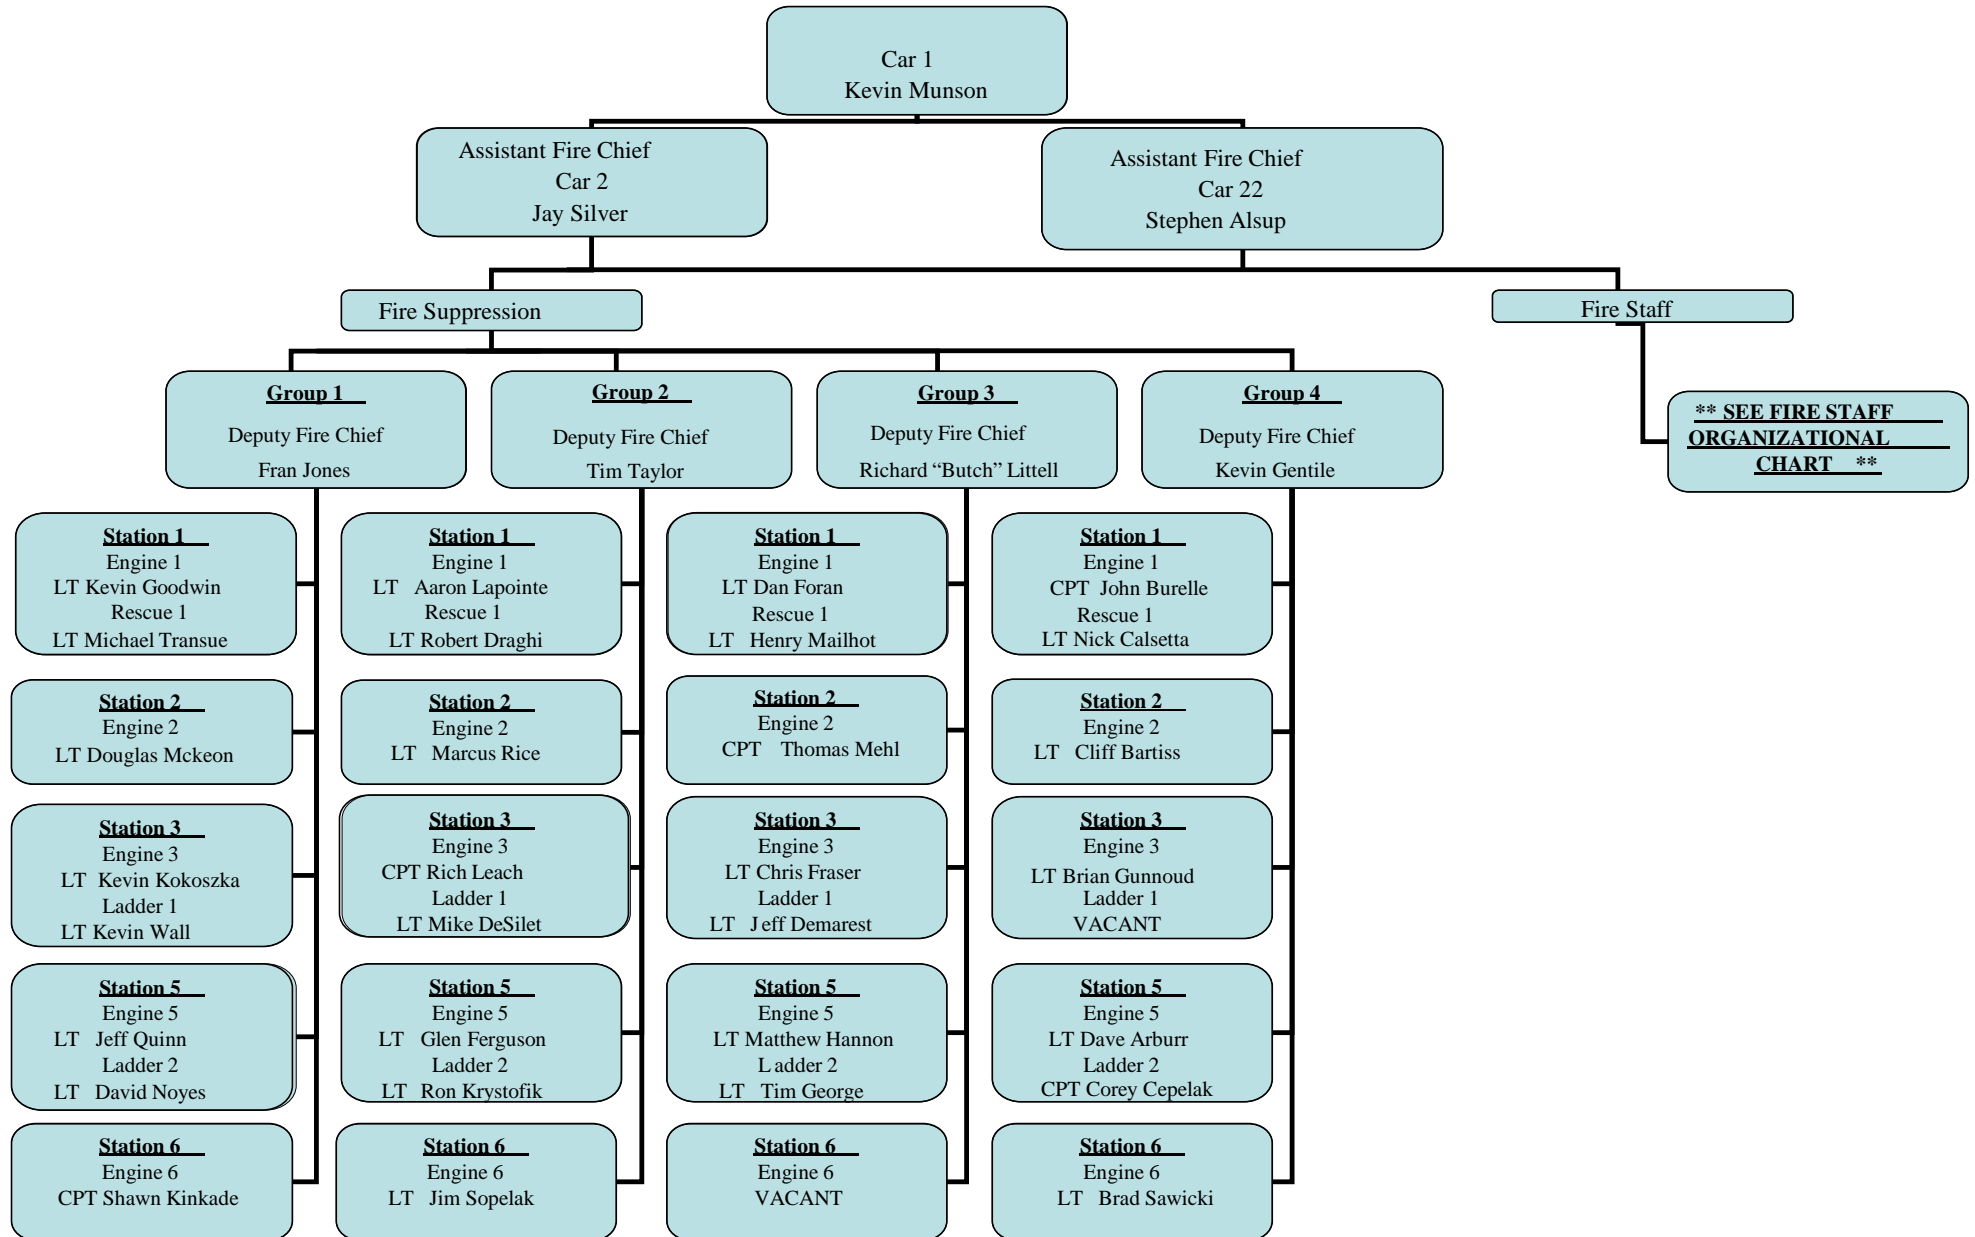 Car 1
Kevin Munson
Assistant Fire Chief
Car 2
Jay Silver
Assistant Fire Chief
Car 22
Stephen Alsup
Fire Suppression
Fire Staff
Group 1
Deputy Fire Chief
Fran Jones
Group 2
Deputy Fire Chief
Tim Taylor
Group 3
Deputy Fire Chief
Richard “Butch” Littell
Group 4
Deputy Fire Chief
Kevin Gentile
** SEE FIRE STAFF
ORGANIZATIONAL
CHART **
Station 1
Engine 1
LT Kevin Goodwin
Rescue 1
LT Michael Transue
Station 1
Engine 1
LT Aaron Lapointe
Rescue 1
LT Robert Draghi
Station 1
Engine 1
LT Dan Foran
Rescue 1
LT Henry Mailhot
Station 1
Engine 1
CPT John Burelle
Rescue 1
LT Nick Calsetta
Station 2
Engine 2
LT Douglas Mckeon
Station 2
Engine 2
LT Marcus Rice
Station 2
Engine 2
CPT Thomas Mehl
Station 2
Engine 2
LT Cliff Bartiss
Station 3
Engine 3
LT Kevin Kokoszka
Ladder 1
LT Kevin Wall
Station 3
Engine 3
CPT Rich Leach
Ladder 1
LT Mike DeSilet
Station 3
Engine 3
LT Chris Fraser
Ladder 1
LT Jeff Demarest
Station 3
Engine 3
LT Brian Gunnoud
Ladder 1
VACANT
Station 5
Engine 5
LT Jeff Quinn
Ladder 2
LT David Noyes
Station 5
Engine 5
LT Glen Ferguson
Ladder 2
LT Ron Krystofik
Station 5
Engine 5
LT Matthew Hannon
Ladder 2
LT Tim George
Station 5
Engine 5
LT Dave Arburr
Ladder 2
CPT Corey Cepelak
Station 6
Engine 6
CPT Shawn Kinkade
Station 6
Engine 6
LT Jim Sopelak
Station 6
Engine 6
VACANT
Station 6
Engine 6
LT Brad Sawicki